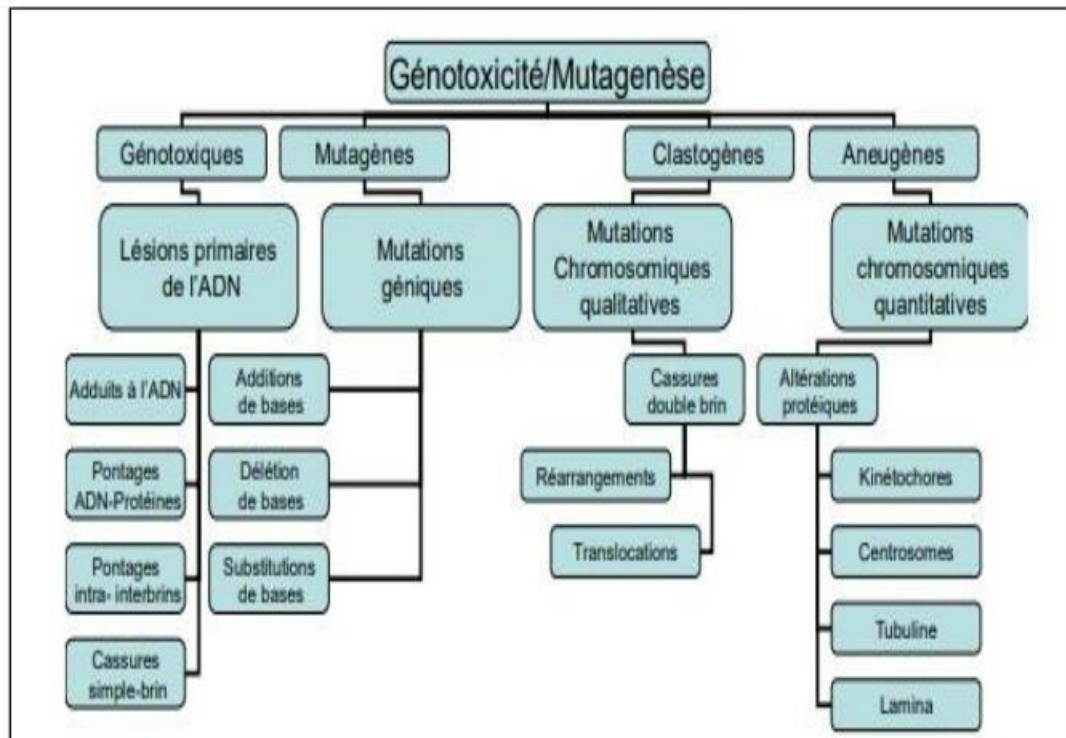 Génotoxicité/Mutagenèse
Génotoxiques
Mutagènes
Clastogènes
Aneugènes
Lésions primaires
de l'ADN
Mutations
géniques
Mutations
Chromosomiques
qualitatives
Mutations
chromosomiques
quantitatives
Adduits à l'ADN
Pontages
ADN-Protéines
Pontages
intra- interbrins
Cassures
simple-brin
Additions
de bases
Délétion
de bases
Substitutions
de bases
Cassures
double brin
Réarrangements
Translocations
Altérations
protéiques
Kinétochores
Centrosomes
Tubuline
Lamina